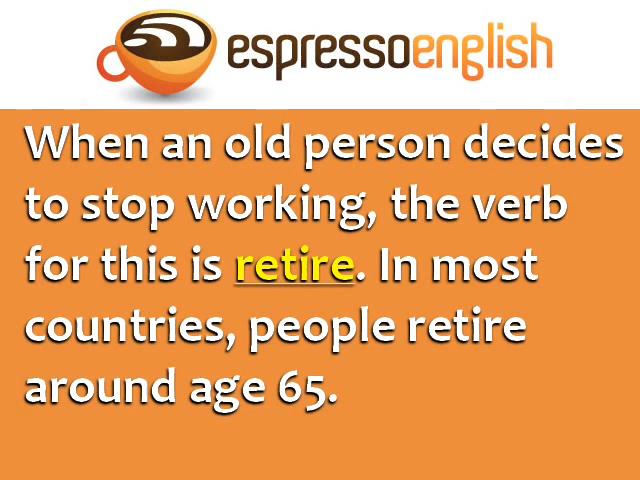 espressoenglish
When an old person decides
to stop working, the verb
for this is retire. In most
countries, people retire
around age 65.